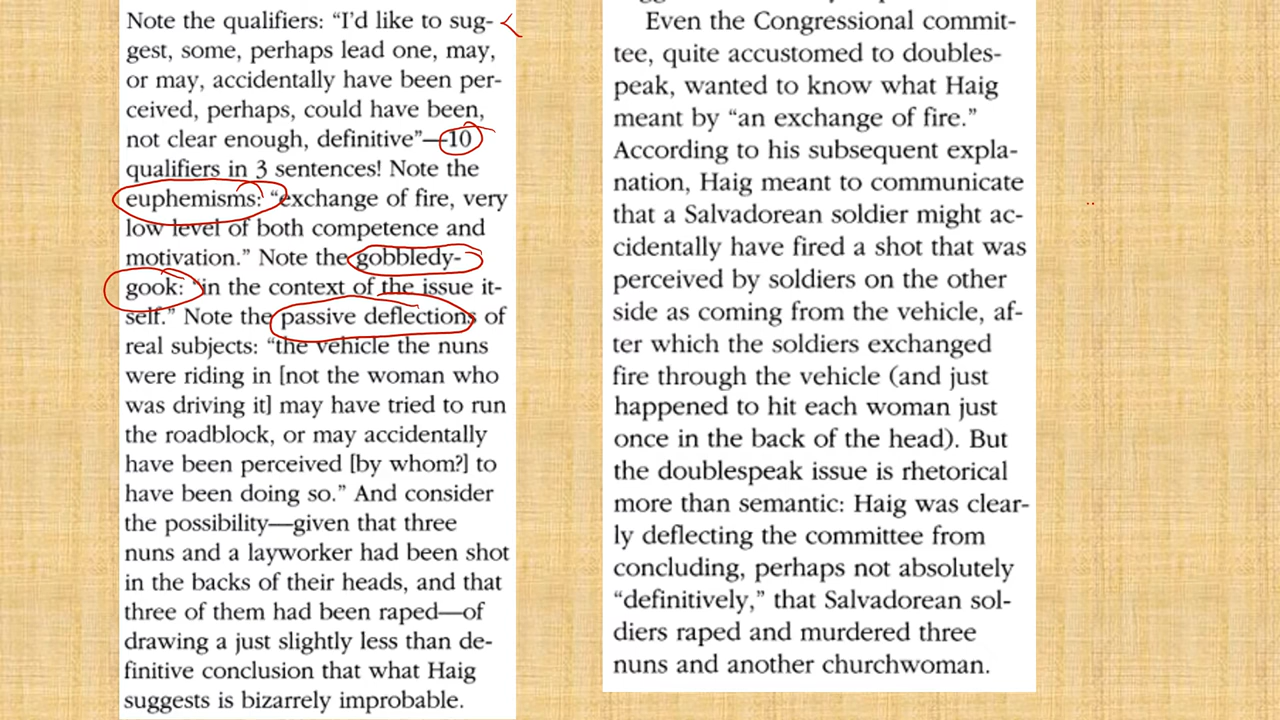 Note the qualifiers: “I’d like to sug-
gest, some, perhaps lead one, may,
or may, accidentally have been per-
ceived, perhaps, could have been,
not clear enough, definitive”—10
qualifiers in 3 sentences! Note the
euphemisms: “exchange of fire, very
low level of both competence and
motivation.” Note the gobbledy-
gook: “in the context of the issue it-
self.” Note the passive deflections of
real subjects: “the vehicle the nuns
were riding in [not the woman who
was driving it] may have tried to run
the roadblock, or may accidentally
have been perceived [by whom?] to
have been doing so.” And consider
the possibility—given that three
nuns and a layworker had been shot
in the backs of their heads, and that
three of them had been raped—of
drawing a just slightly less than de-
finitive conclusion that what Haig
suggests is bizarrely improbable.
Even the Congressional commit-
tee, quite accustomed to doubles-
peak, wanted to know what Haig
meant by “an exchange of fire.”
According to his subsequent expla-
nation, Haig meant to communicate
that a Salvadorean soldier might ac-
cidentally have fired a shot that was
perceived by soldiers on the other
side as coming from the vehicle, af-
ter which the soldiers exchanged
fire through the vehicle (and just
happened to hit each woman just
once in the back of the head). But
the doublespeak issue is rhetorical
more than semantic: Haig was clear-
ly deflecting the committee from
concluding, perhaps not absolutely
“definitively,” that Salvadorean sol-
diers raped and murdered three
nuns and another churchwoman.